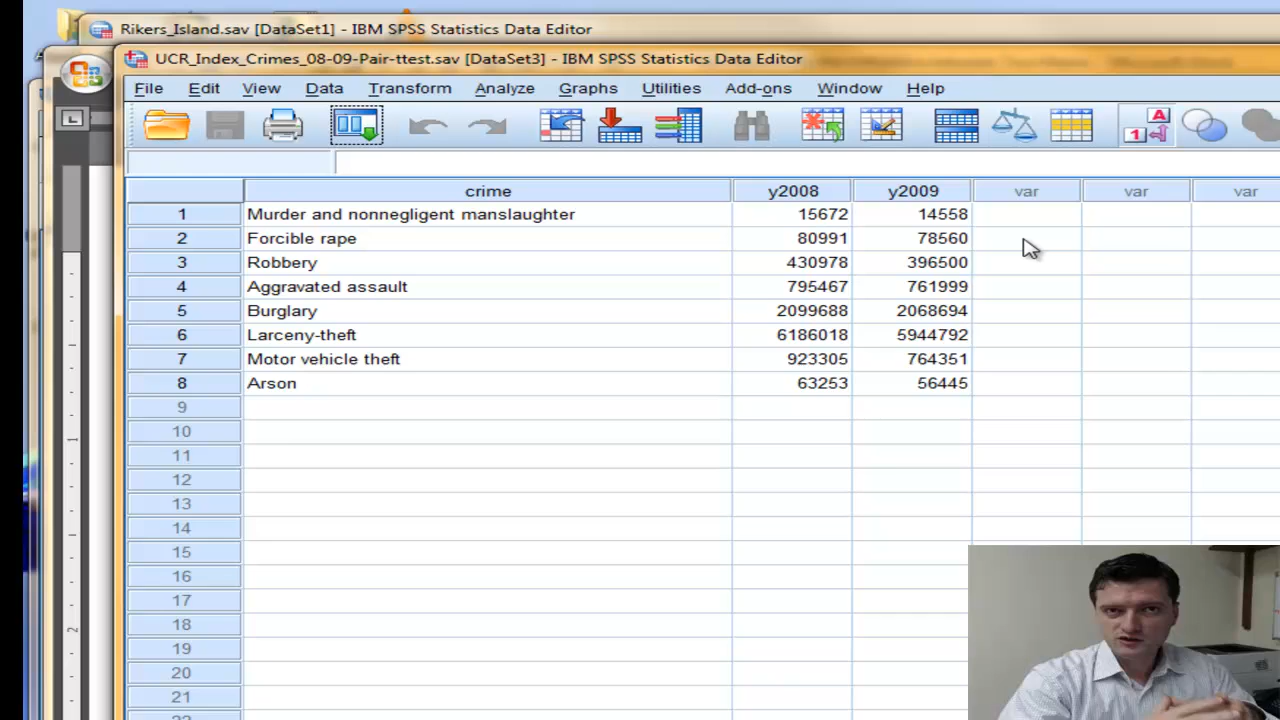 Rikers_Island.sav [DataSet1] - IBM SPSS Statistics Data Editor
UCR_Index_Crimes_08-09-Pair-ttest.sav [DataSet3] - IBM SPSS Statistics Data Editor
File Edit View Data Transform Analyze Graphs Utilities Add-ons Window Help
L
1 A
crime y2008 y2009 var var var
1 Murder and nonnegligent manslaughter 15672 14558
2 Forcible rape 80991 78560
3 Robbery 430978 396500
4 Aggravated assault 795467 761999
5 Burglary 2099688 2068694
6 Larceny-theft 6186018 5944792
7 Motor vehicle theft 923305 764351
8 Arson 63253 56445
9
10
11
12
13
14
15
16
17
18
19
20
21
1
2